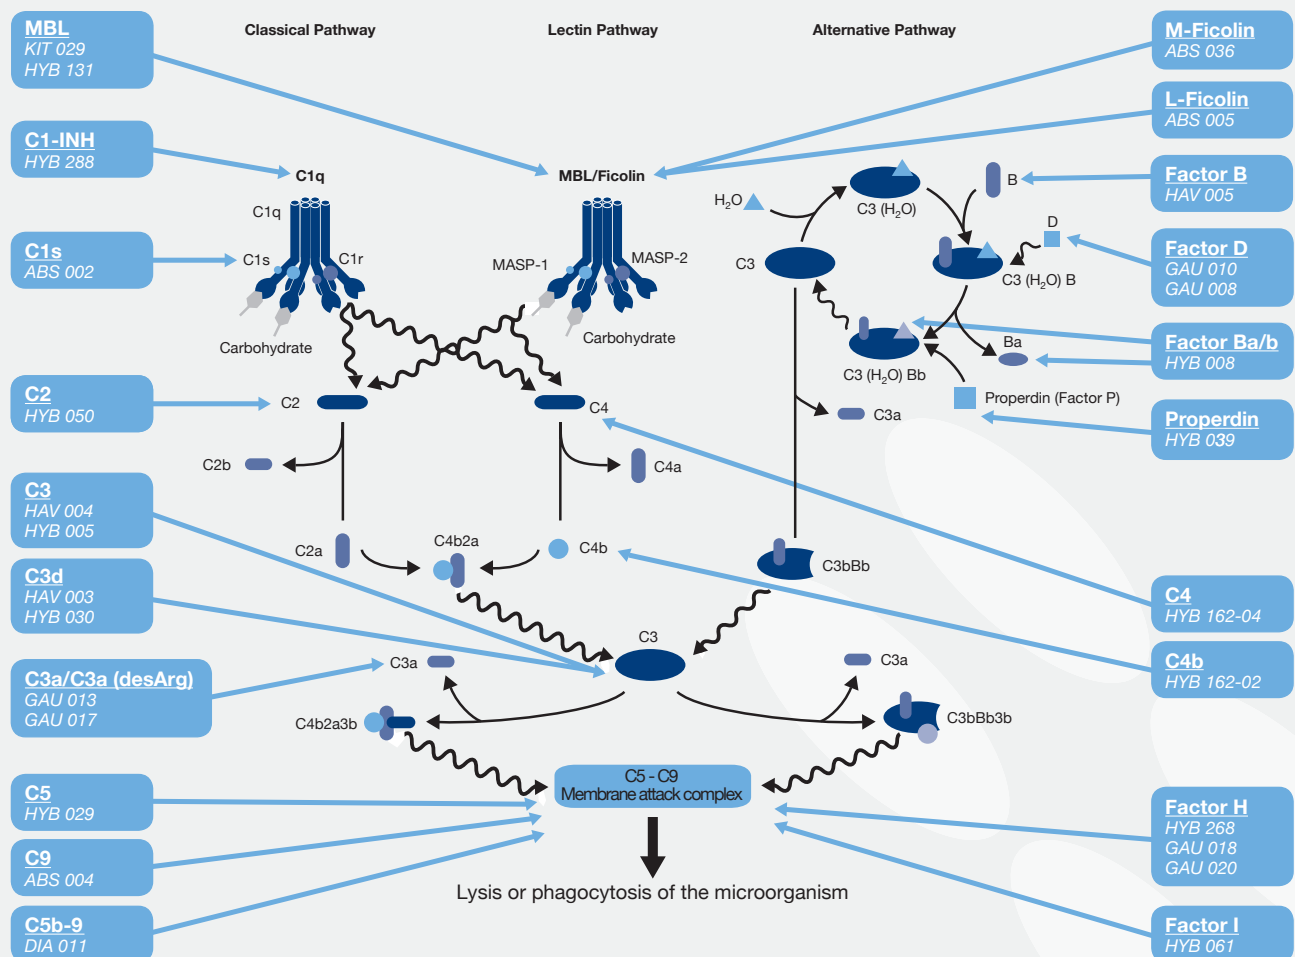 Classical Pathway
Lectin Pathway
Alternative Pathway
MBL
KIT 029
HYB 131
C1-INH
HYB 288
C1s
ABS 002
C2
HYB 050
C3
HAV 004
HYB 005
C3d
HAV 003
HYB 030
C3a/C3a (desArg)
GAU 013
GAU 017
C5
HYB 029
C9
ABS 004
C5b-9
DIA 011
C1q
C1q
C1s
C1r
Carbohydrate
MBL/Ficolin
MASP-1
MASP-2
Carbohydrate
C2
C4
C2b
C4a
C2a
C4b2a
C4b
H₂O
C3 (H₂O)
B
D
C3
C3 (H₂O) B
Ba
C3 (H₂O) Bb
Properdin (Factor P)
C3a
C3bBb
C3
C3a
C3a
C4b2a3b
C3bBb3b
C5 - C9
Membrane attack complex
Lysis or phagocytosis of the microorganism
M-Ficolin
ABS 036
L-Ficolin
ABS 005
Factor B
HAV 005
Factor D
GAU 010
GAU 008
Factor Ba/b
HYB 008
Properdin
HYB 039
C4
HYB 162-04
C4b
HYB 162-02
Factor H
HYB 268
GAU 018
GAU 020
Factor I
HYB 061